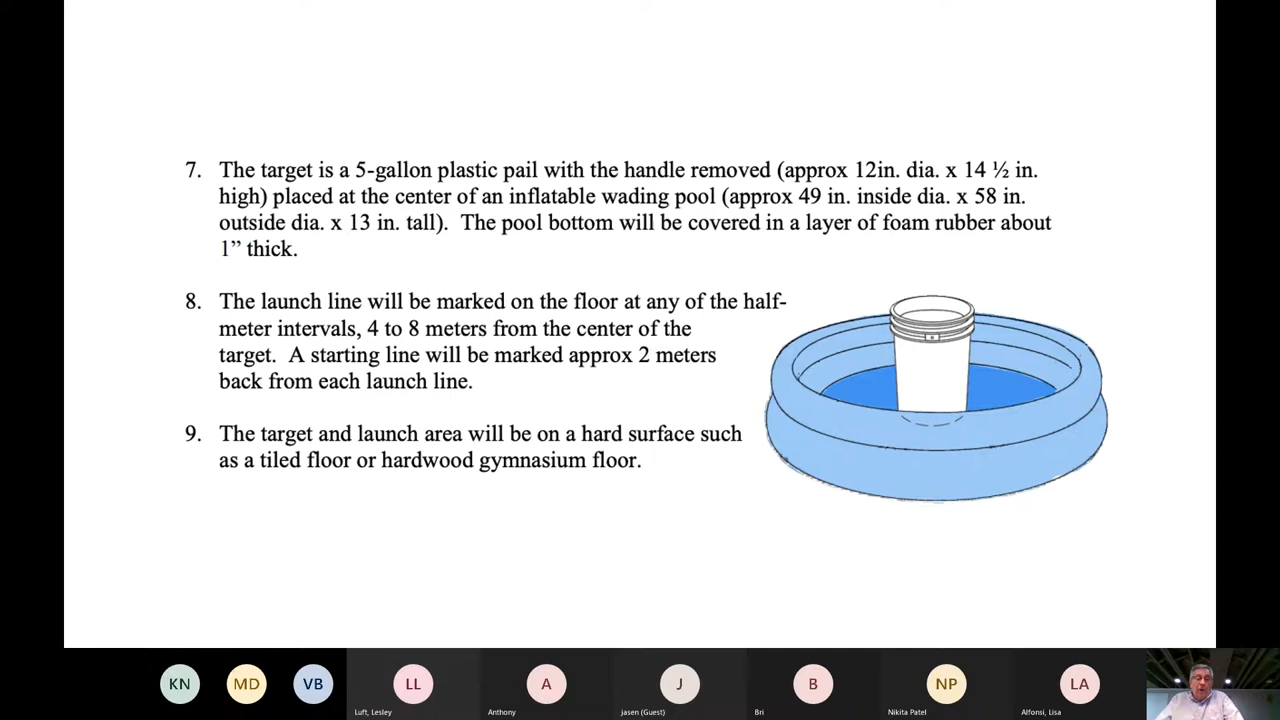 7. The target is a 5-gallon plastic pail with the handle removed (approx 12in. dia. x 14 ½ in.
high) placed at the center of an inflatable wading pool (approx 49 in. inside dia. x 58 in.
outside dia. x 13 in. tall). The pool bottom will be covered in a layer of foam rubber about
1” thick.
8. The launch line will be marked on the floor at any of the half-
meter intervals, 4 to 8 meters from the center of the
target. A starting line will be marked approx 2 meters
back from each launch line.
9. The target and launch area will be on a hard surface such
as a tiled floor or hardwood gymnasium floor.
KN MD VB LL A J B NP LA
Luft, Lesley Anthony jasen (Guest) Bri Nikita Patel Alfonsi, Lisa